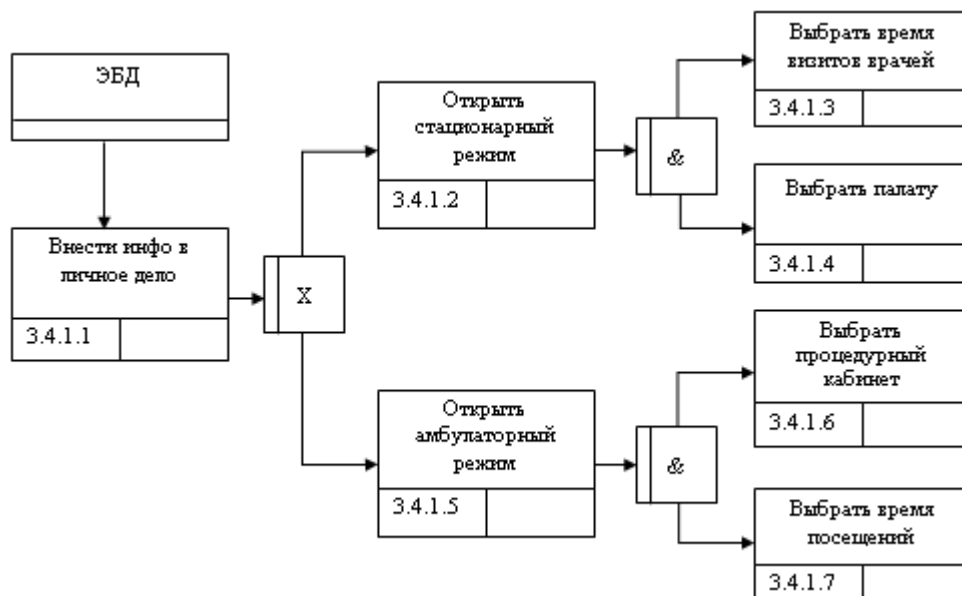 ЭБД
Внести инфо в
личное дело
3.4.1.1
X
Открыть
стационарный
режим
3.4.1.2
&
Выбрать время
визитов врачей
3.4.1.3
Выбрать палату
3.4.1.4
Открыть
амбулаторный
режим
3.4.1.5
&
Выбрать
процедурный
кабинет
3.4.1.6
Выбрать время
посещений
3.4.1.7